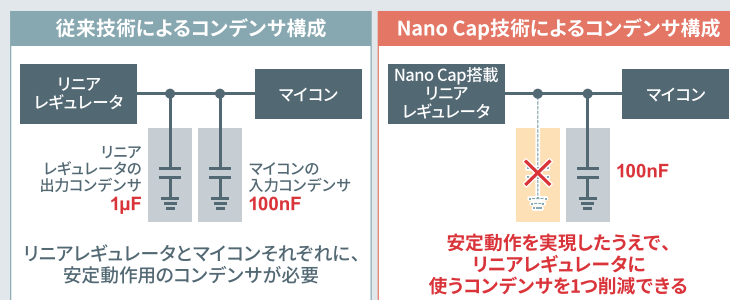 従来技術によるコンデンサ構成
リニア
レギュレータ
マイコン
リニア
レギュレータの
出力コンデンサ
1μF
マイコンの
入力コンデンサ
100nF
リニアレギュレータとマイコンそれぞれに、
安定動作用のコンデンサが必要
Nano Cap技術によるコンデンサ構成
Nano Cap搭載
リニア
レギュレータ
マイコン
100nF
安定動作を実現したうえで、
リニアレギュレータに
使うコンデンサを1つ削減できる